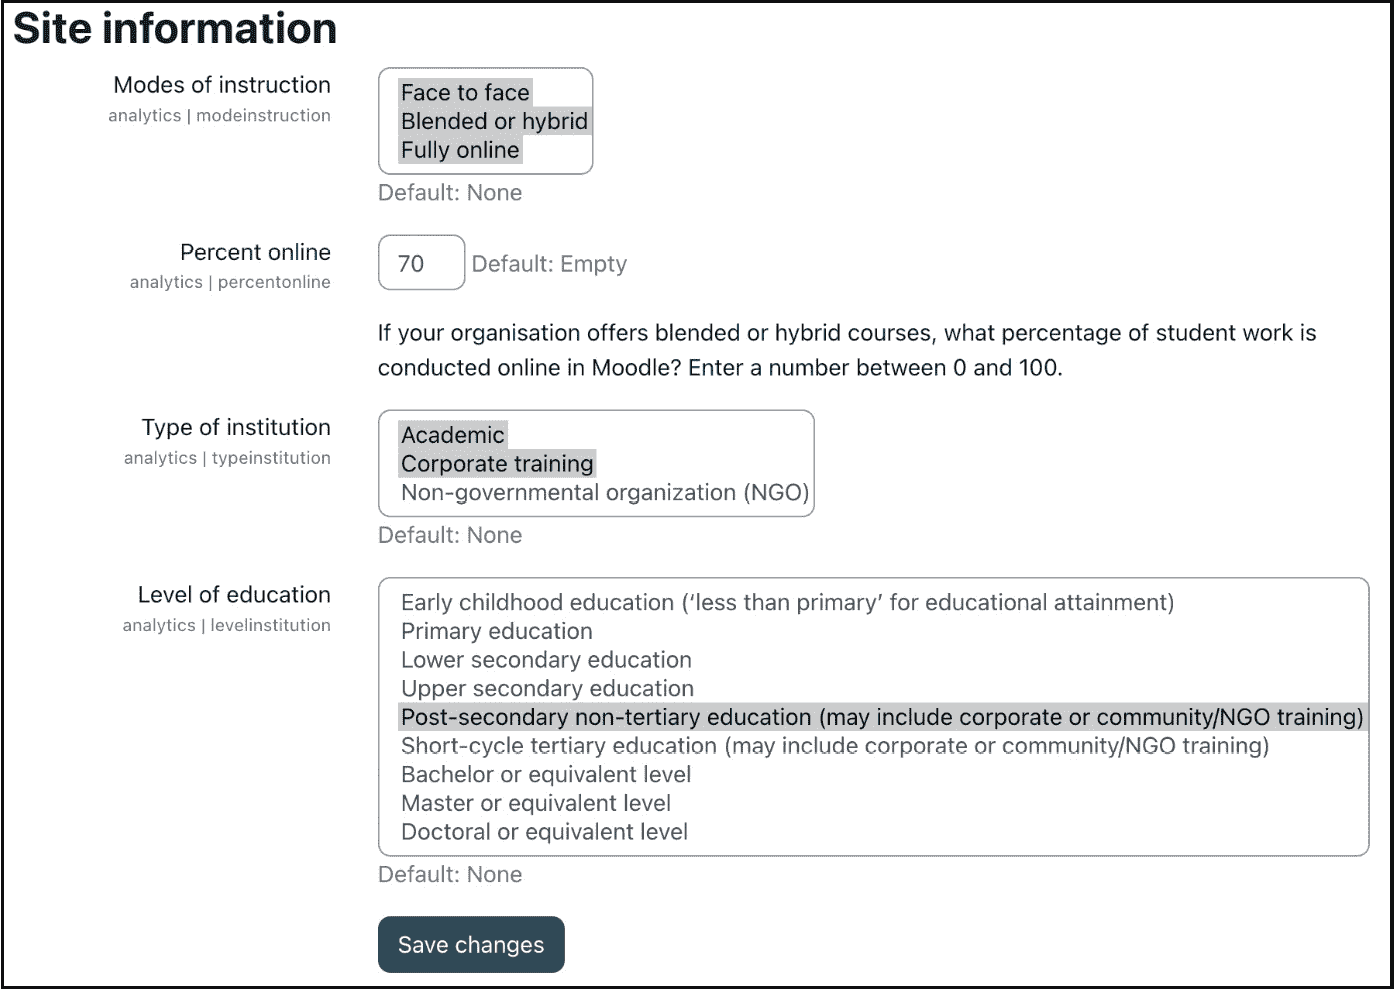 Site information
Modes of instruction
analytics | modeinstruction
Face to face
Blended or hybrid
Fully online
Default: None
Percent online
analytics | percentonline
70 Default: Empty
If your organisation offers blended or hybrid courses, what percentage of student work is
conducted online in Moodle? Enter a number between 0 and 100.
Type of institution
analytics | typeinstitution
Academic
Corporate training
Non-governmental organization (NGO)
Default: None
Level of education
analytics | levelinstitution
Early childhood education (‘less than primary’ for educational attainment)
Primary education
Lower secondary education
Upper secondary education
Post-secondary non-tertiary education (may include corporate or community/NGO training)
Short-cycle tertiary education (may include corporate or community/NGO training)
Bachelor or equivalent level
Master or equivalent level
Doctoral or equivalent level
Default: None
Save changes